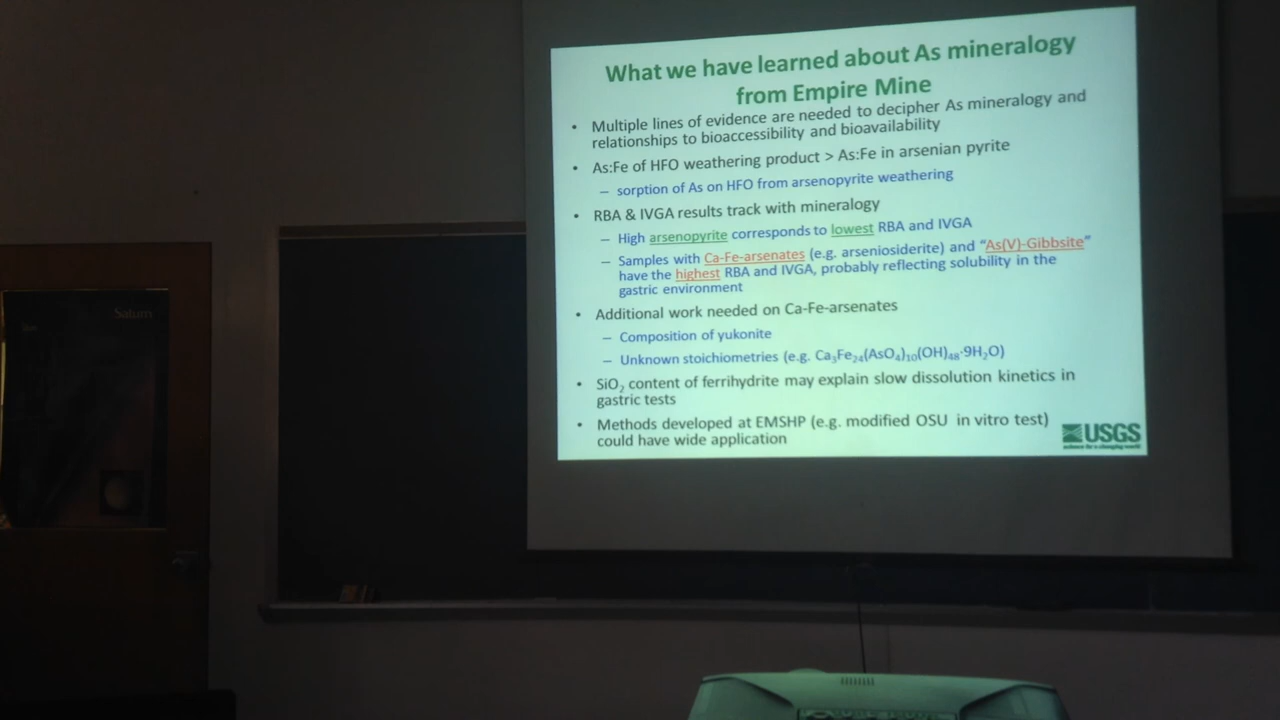 What we have learned about As mineralogy
from Empire Mine
• Multiple lines of evidence are needed to decipher As mineralogy and
relationships to bioaccessibility and bioavailability
• As:Fe of HFO weathering product > As:Fe in arsenian pyrite
– sorption of As on HFO from arsenopyrite weathering
• RBA & IVGA results track with mineralogy
– High arsenopyrite corresponds to lowest RBA and IVGA
– Samples with Ca-Fe-arsenates (e.g. arseniosiderite) and “As(V)-Gibbsite”
have the highest RBA and IVGA, probably reflecting solubility in the
gastric environment
• Additional work needed on Ca-Fe-arsenates
– Composition of yukonite
– Unknown stoichiometries (e.g. Ca₃Fe₂₄(AsO₄)₁₀(OH)₄₈·9H₂O)
• SiO₂ content of ferrihydrite may explain slow dissolution kinetics in
gastric tests
• Methods developed at EMSHP (e.g. modified OSU in vitro test)
could have wide application
USGS
science for a changing world
Saturn